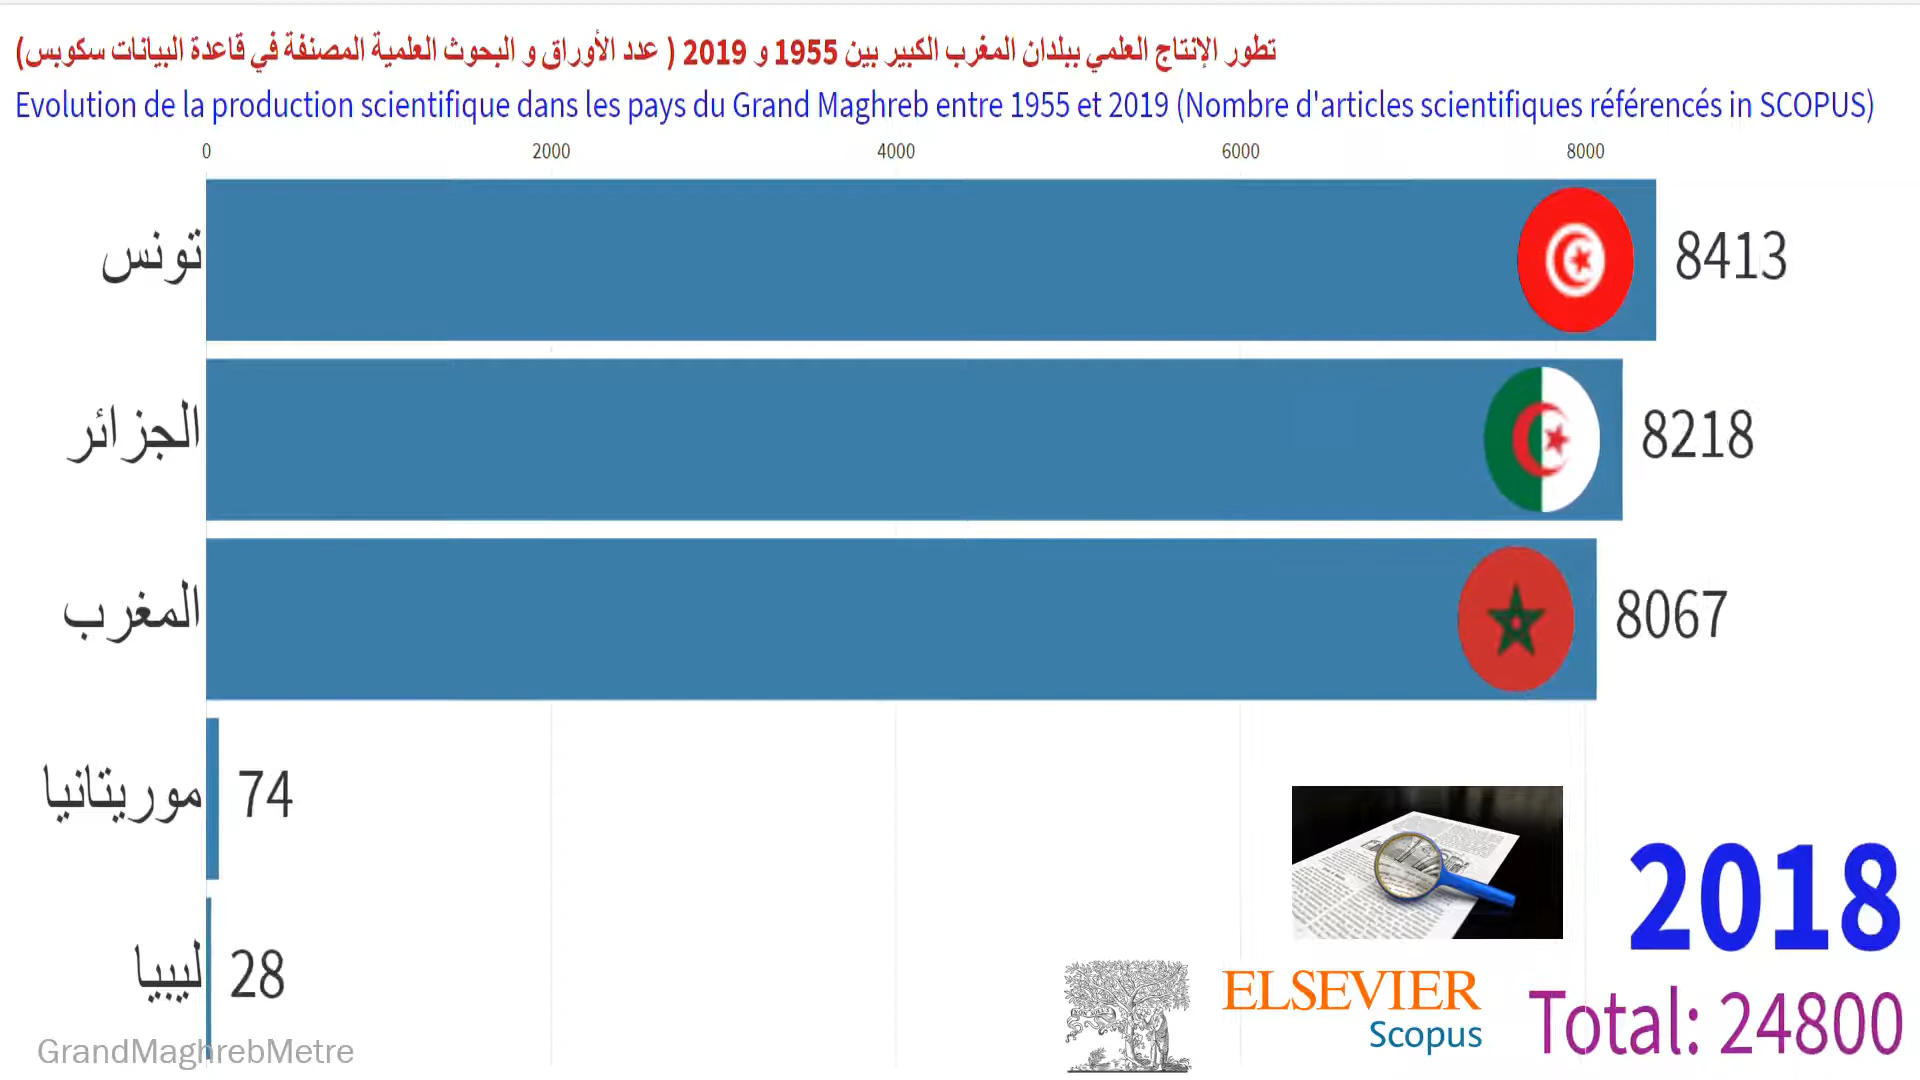 تطور الإنتاج العلمي ببلدان المغرب الكبير بين 1955 و 2019 ( عدد الأوراق و البحوث العلمية المصنفة في قاعدة البيانات سكوبس)
Evolution de la production scientifique dans les pays du Grand Maghreb entre 1955 et 2019 (Nombre d'articles scientifiques référencés in SCOPUS)
0 2000 4000 6000 8000
تونس 8413
الجزائر 8218
المغرب 8067
موريتانيا 74
ليبيا 28
2018
ELSEVIER
Scopus
Total: 24800
GrandMaghrebMetre